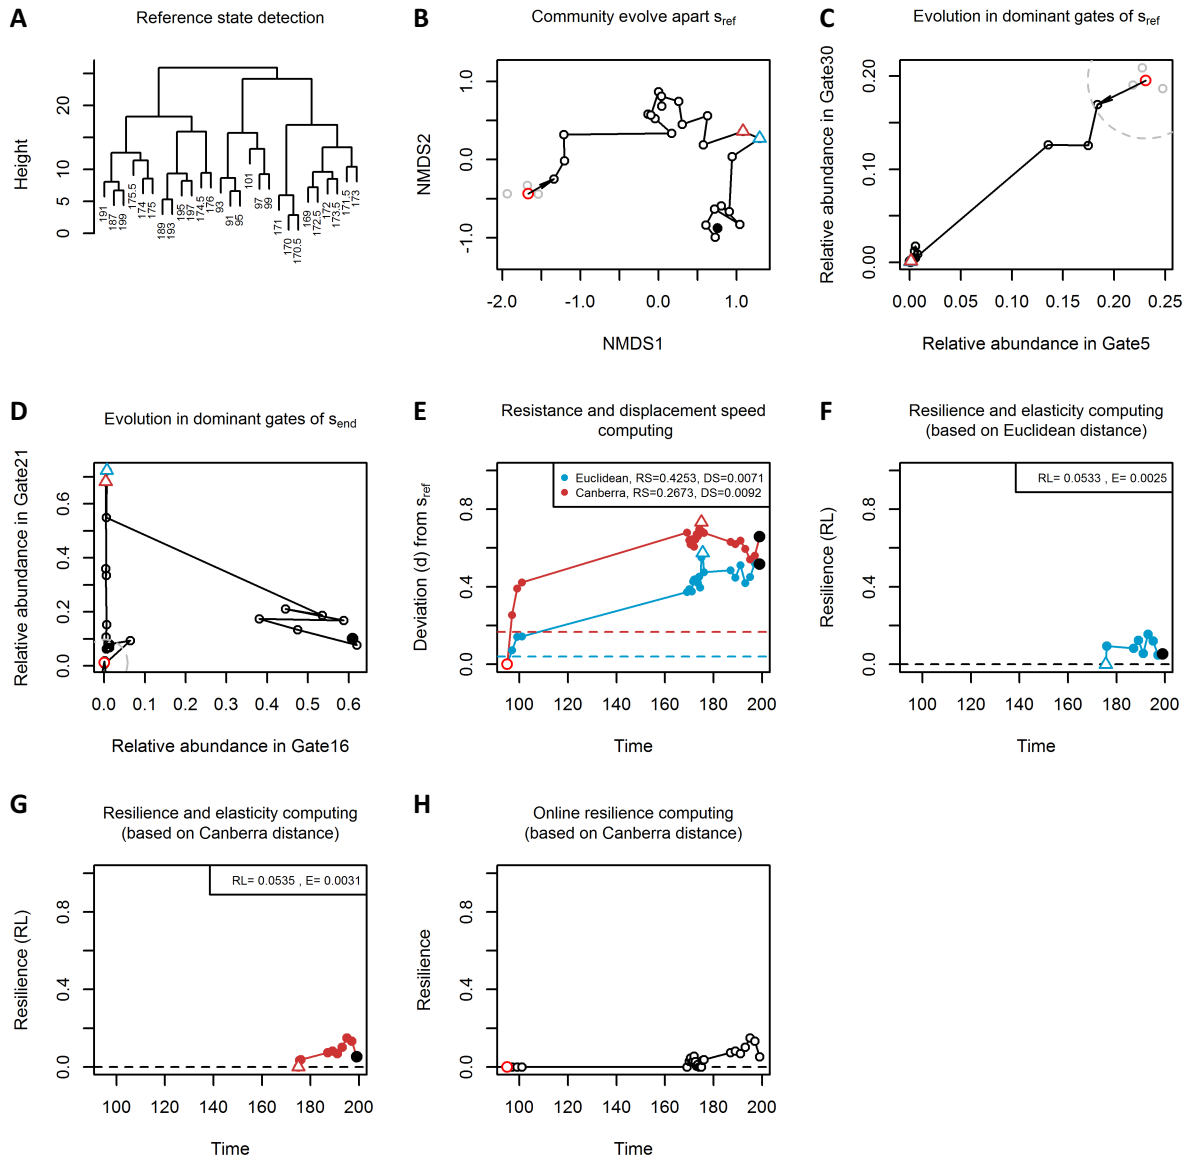 A
Reference state detection
Height
0
5
10
20
191
187
199
175.5
174
175
189
193
195
197
174.5
176
93
91
95
101
97
99
171
170
170.5
169
172.5
172
173.5
171.5
173
B
Community evolve apart sref
NMDS2
1.0
0.0
-1.0
-2.0 -1.0 0.0 1.0
NMDS1
C
Evolution in dominant gates of sref
Relative abundance in Gate30
0.20
0.10
0.00
0.00 0.05 0.10 0.15 0.20 0.25
Relative abundance in Gate5
D
Evolution in dominant gates of send
Relative abundance in Gate21
0.6
0.4
0.2
0.0
0.0 0.1 0.2 0.3 0.4 0.5 0.6
Relative abundance in Gate16
E
Resistance and displacement speed
computing
Euclidean, RS=0.4253, DS=0.0071
Canberra, RS=0.2673, DS=0.0092
Deviation (d) from sref
0.8
0.4
0.0
100 120 140 160 180 200
Time
F
Resilience and elasticity computing
(based on Euclidean distance)
RL= 0.0533 , E= 0.0025
Resilience (RL)
0.8
0.4
0.0
100 120 140 160 180 200
Time
G
Resilience and elasticity computing
(based on Canberra distance)
RL= 0.0535 , E= 0.0031
Resilience (RL)
0.8
0.4
0.0
100 120 140 160 180 200
Time
H
Online resilience computing
(based on Canberra distance)
Resilience
0.8
0.4
0.0
100 120 140 160 180 200
Time